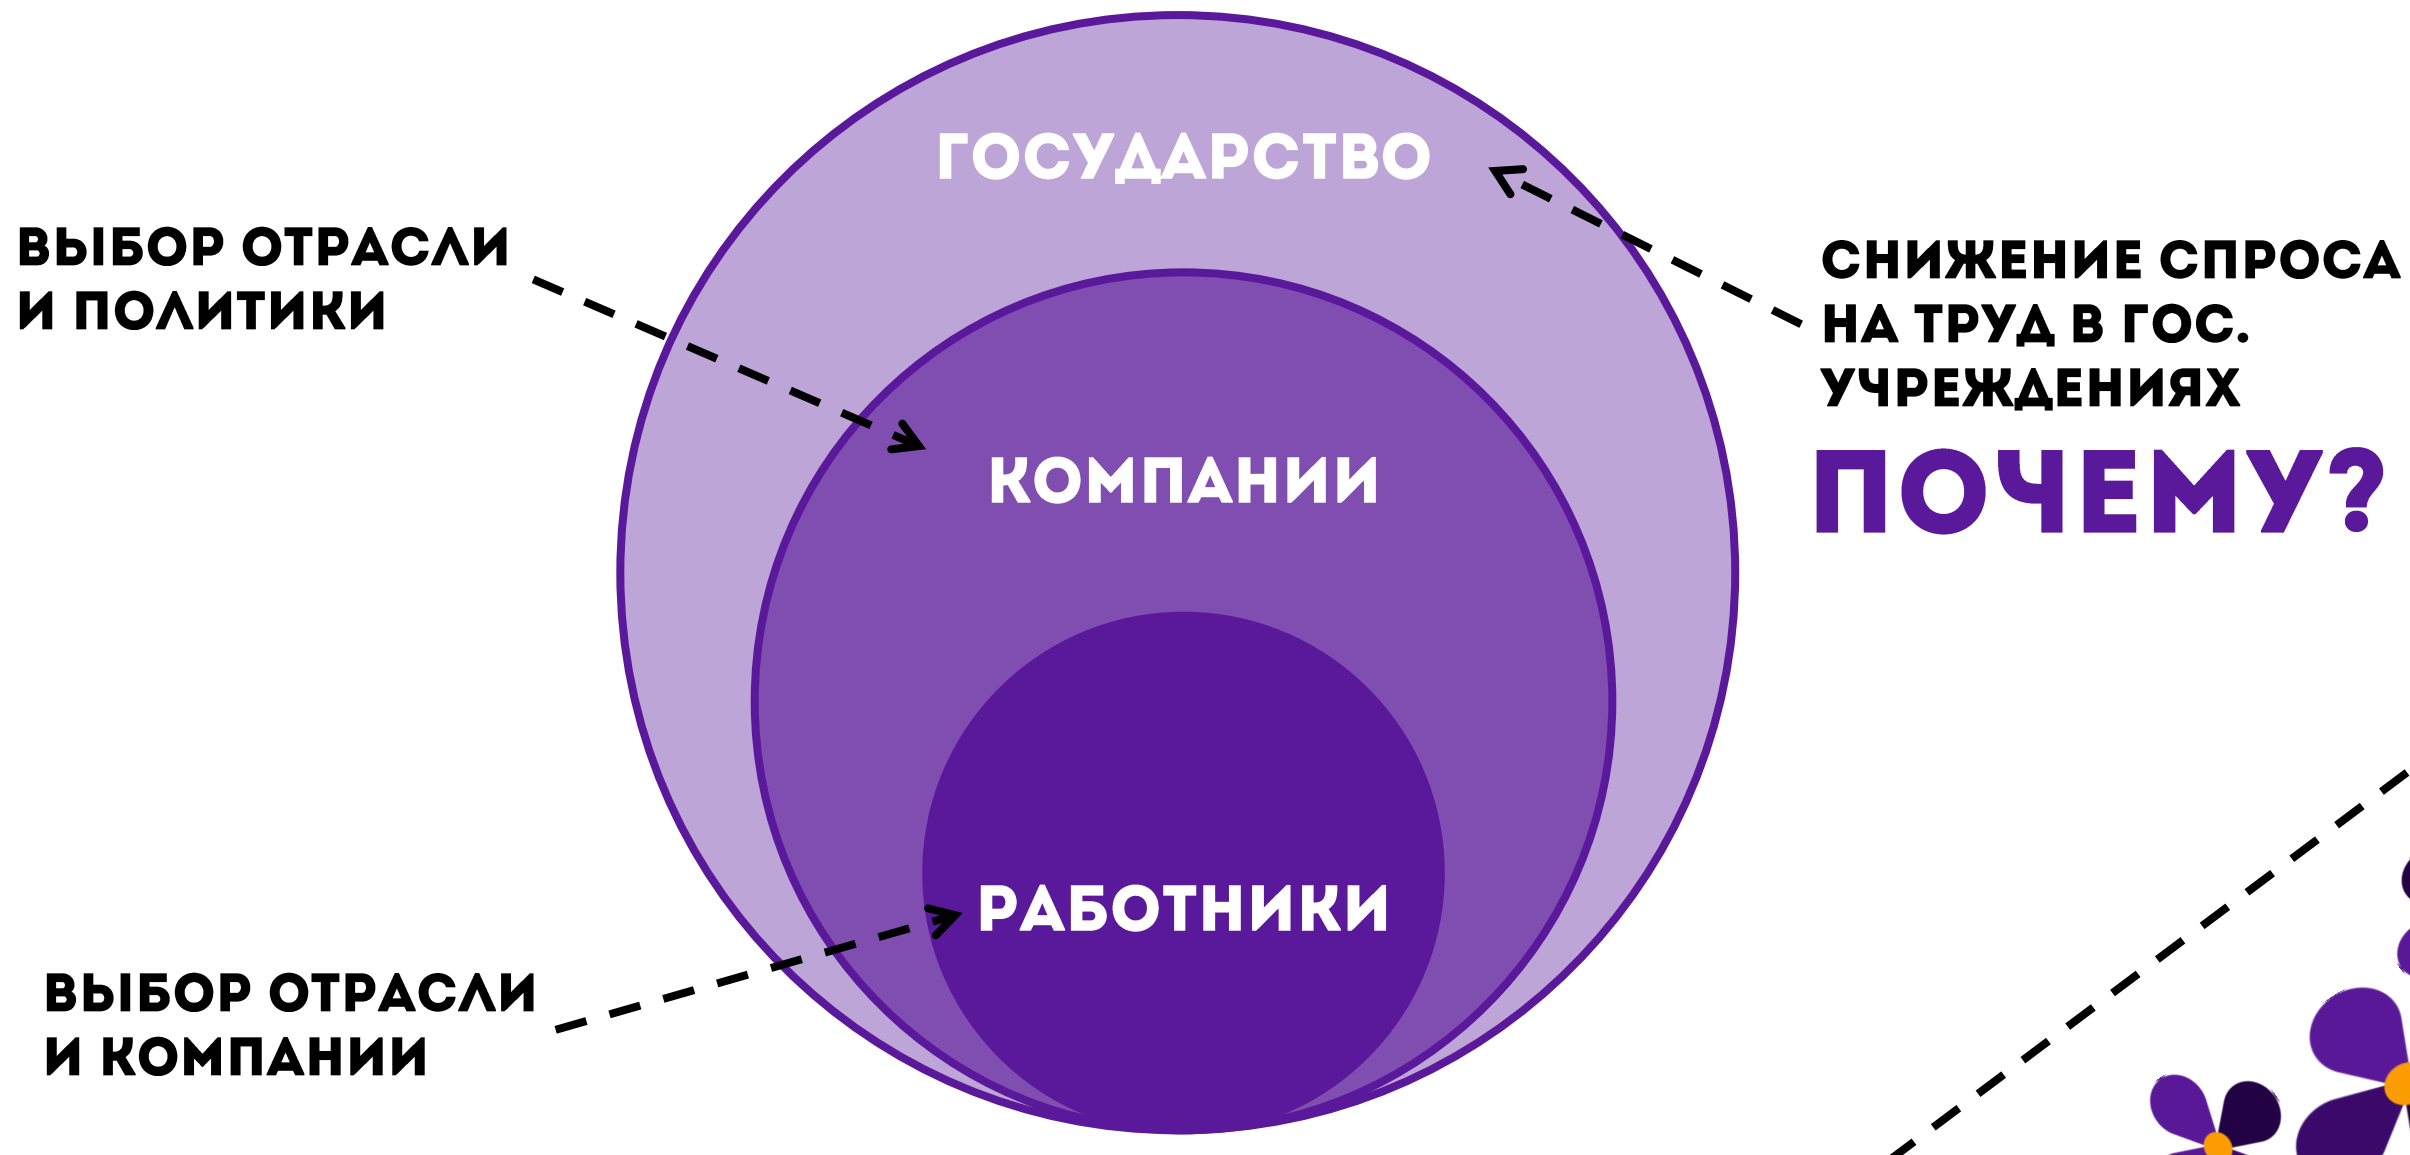 ГОСУДАРСТВО
ВЫБОР ОТРАСЛИ
И ПОЛИТИКИ
СНИЖЕНИЕ СПРОСА
НА ТРУД В ГОС.
УЧРЕЖДЕНИЯХ
ПОЧЕМУ?
КОМПАНИИ
РАБОТНИКИ
ВЫБОР ОТРАСЛИ
И КОМПАНИИ